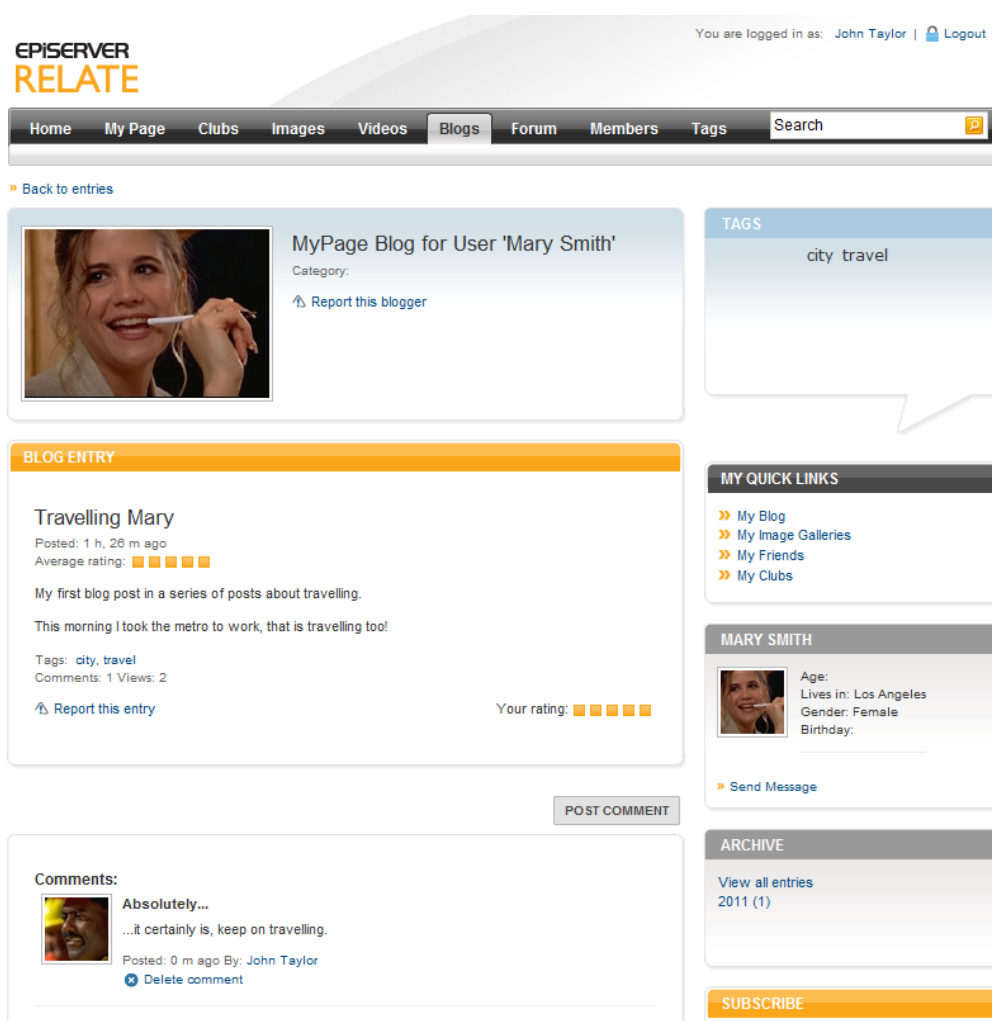 You are logged in as: John Taylor | Logout
EPiSERVER
RELATE
Home My Page Clubs Images Videos Blogs Forum Members Tags Search
» Back to entries
MyPage Blog for User 'Mary Smith'
Category:
Report this blogger
TAGS
city travel
BLOG ENTRY
Travelling Mary
Posted: 1 h, 26 m ago
Average rating:
My first blog post in a series of posts about travelling.
This morning I took the metro to work, that is travelling too!
Tags: city, travel
Comments: 1 Views: 2
Report this entry
Your rating:
MY QUICK LINKS
» My Blog
» My Image Galleries
» My Friends
» My Clubs
MARY SMITH
Age:
Lives in: Los Angeles
Gender: Female
Birthday:
» Send Message
POST COMMENT
Comments:
Absolutely...
...it certainly is, keep on travelling.
Posted: 0 m ago By: John Taylor
Delete comment
ARCHIVE
View all entries
2011 (1)
SUBSCRIBE